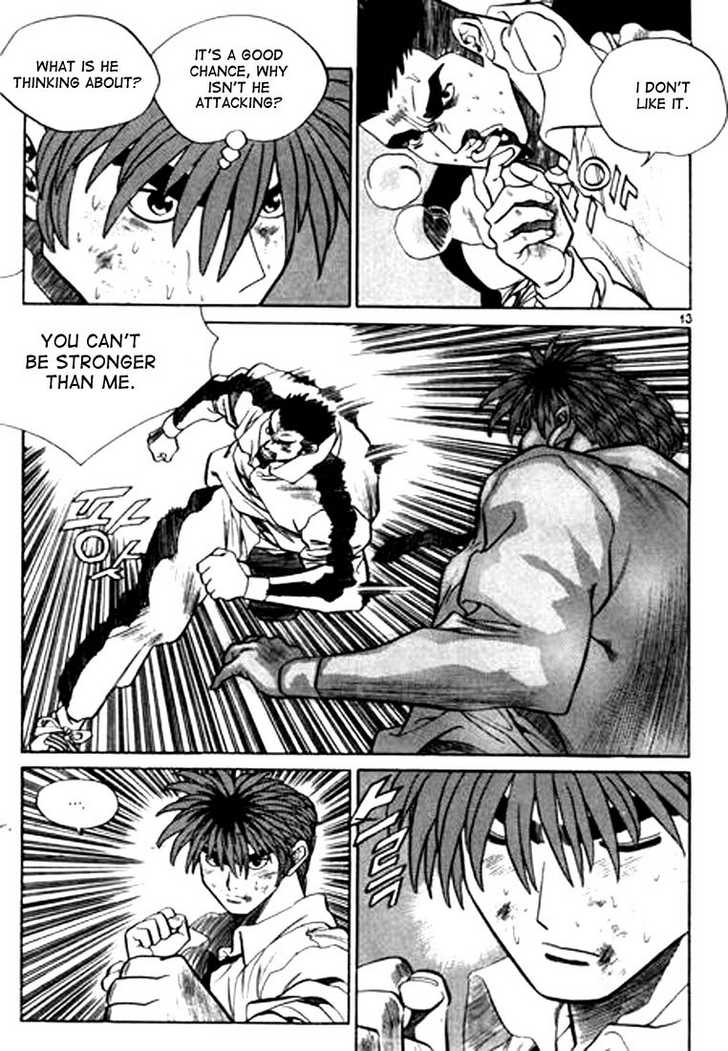 WHAT IS HE
THINKING ABOUT?
IT'S A GOOD
CHANCE, WHY
ISN'T HE
ATTACKING?
I DON'T
LIKE IT.
13
YOU CAN'T
BE STRONGER
THAN ME.
...